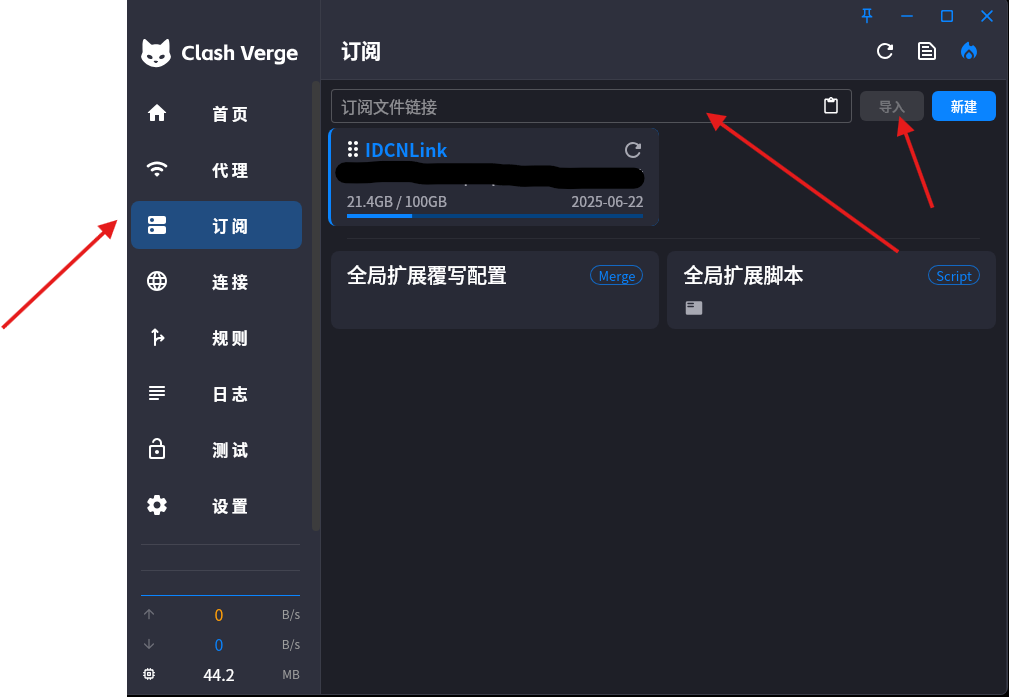 Clash Verge
首页
代理
订阅
连接
规则
日志
测试
设置
0 B/s
0 B/s
44.2 MB
订阅
订阅文件链接
导入
新建
IDCNLink
21.4GB / 100GB
2025-06-22
全局扩展覆写配置
Merge
全局扩展脚本
Script